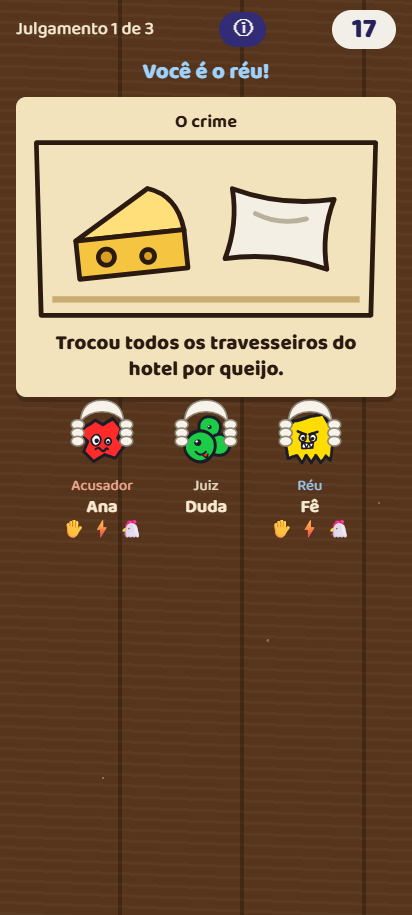 Julgamento 1 de 3
17
Você é o réu!
O crime
Trocou todos os travesseiros do
hotel por queijo.
Acusador
Ana
Juiz
Duda
Réu
Fê